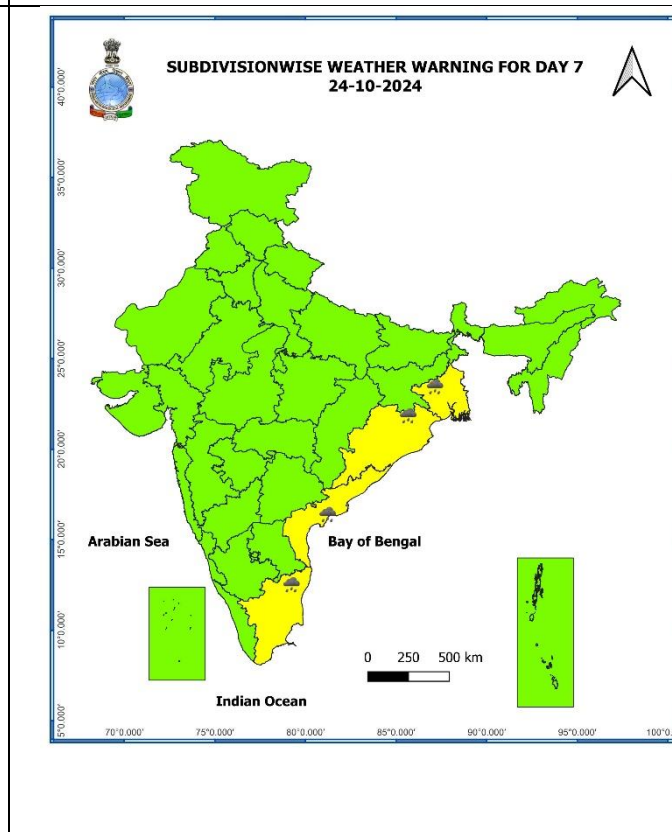 SUBDIVISIONWISE WEATHER WARNING FOR DAY 7
24-10-2024
40°0.000'
35°0.000'
30°0.000'
25°0.000'
20°0.000'
15°0.000'
10°0.000'
5°0.000'
Arabian Sea
Bay of Bengal
0 250 500 km
Indian Ocean
70°0.000' 75°0.000' 80°0.000' 85°0.000' 90°0.000' 95°0.000' 100°0.